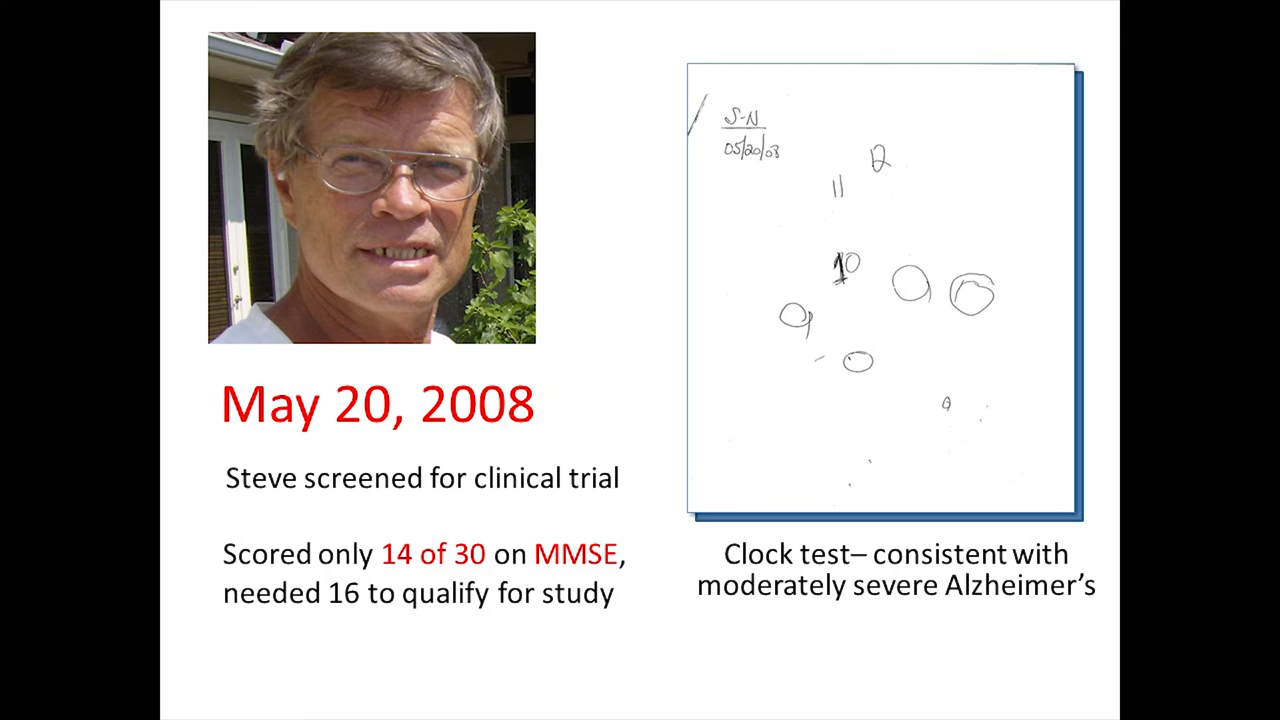 May 20, 2008
Steve screened for clinical trial
Scored only 14 of 30 on MMSE,
needed 16 to qualify for study
S-N
05/20/08
12
11
10
Clock test– consistent with
moderately severe Alzheimer’s